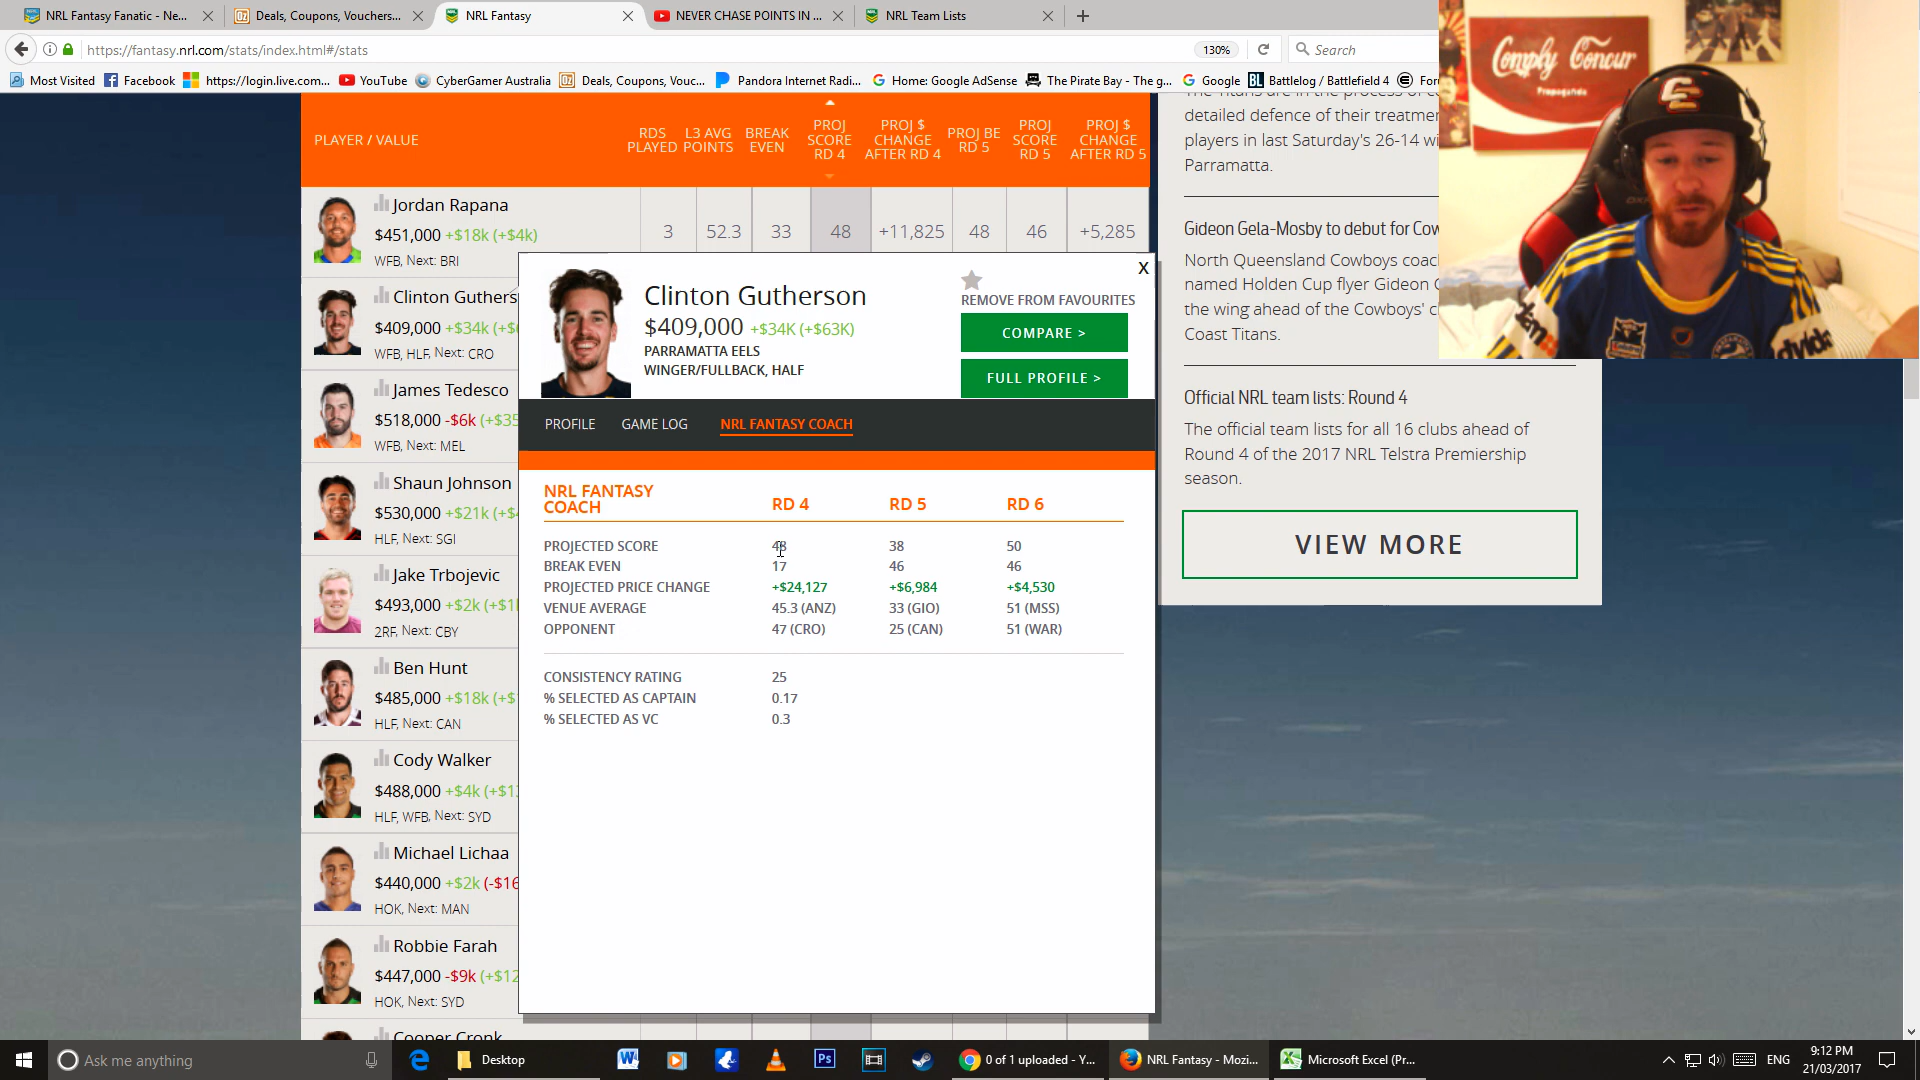 NRL Fantasy Fanatic - Ne...
Deals, Coupons, Vouchers...
NRL Fantasy
NEVER CHASE POINTS IN ...
NRL Team Lists
https://fantasy.nrl.com/stats/index.html#/stats
130%
Search
Most Visited
Facebook
https://login.live.com...
YouTube
CyberGamer Australia
Deals, Coupons, Vouc...
Pandora Internet Radi...
Home: Google AdSense
The Pirate Bay - The g...
Google
Battlelog / Battlefield 4
PLAYER / VALUE
RDS PLAYED
L3 AVG POINTS
BREAK EVEN
PROJ SCORE RD 4
PROJ $ CHANGE AFTER RD 4
PROJ BE RD 5
PROJ SCORE RD 5
PROJ $ CHANGE AFTER RD 5
Jordan Rapana
$451,000 +$18k (+$4k)
WFB, Next: BRI
3 52.3 33 48 +11,825 48 46 +5,285
Clinton Guthers
$409,000 +$34k
WFB, HLF, Next: CRO
James Tedesco
$518,000 -$6k (+$35
WFB, Next: MEL
Shaun Johnson
$530,000 +$21k
HLF, Next: SGI
Jake Trbojevic
$493,000 +$2k
2RF, Next: CBY
Ben Hunt
$485,000 +$18k
HLF, Next: CAN
Cody Walker
$488,000 +$4k
HLF, WFB, Next: SYD
Michael Lichaa
$440,000 +$2k (-$16
HOK, Next: MAN
Robbie Farah
$447,000 -$9k (+$12
HOK, Next: SYD
Cooper Cronk
X
Clinton Gutherson
$409,000 +$34K (+$63K)
PARRAMATTA EELS
WINGER/FULLBACK, HALF
REMOVE FROM FAVOURITES
COMPARE >
FULL PROFILE >
PROFILE
GAME LOG
NRL FANTASY COACH
NRL FANTASY COACH RD 4 RD 5 RD 6
PROJECTED SCORE 48 38 50
BREAK EVEN 17 46 46
PROJECTED PRICE CHANGE +$24,127 +$6,984 +$4,530
VENUE AVERAGE 45.3 (ANZ) 33 (GIO) 51 (MSS)
OPPONENT 47 (CRO) 25 (CAN) 51 (WAR)
CONSISTENCY RATING 25
% SELECTED AS CAPTAIN 0.17
% SELECTED AS VC 0.3
detailed defence of their treatmen
players in last Saturday's 26-14 wi
Parramatta.
Gideon Gela-Mosby to debut for Cow
North Queensland Cowboys coac
named Holden Cup flyer Gideon
the wing ahead of the Cowboys' c
Coast Titans.
Official NRL team lists: Round 4
The official team lists for all 16 clubs ahead of
Round 4 of the 2017 NRL Telstra Premiership
season.
VIEW MORE
Comply Concur
Propaganda
Ask me anything
Desktop
0 of 1 uploaded - Y...
NRL Fantasy - Mozi...
Microsoft Excel (Pr...
ENG
9:12 PM
21/03/2017